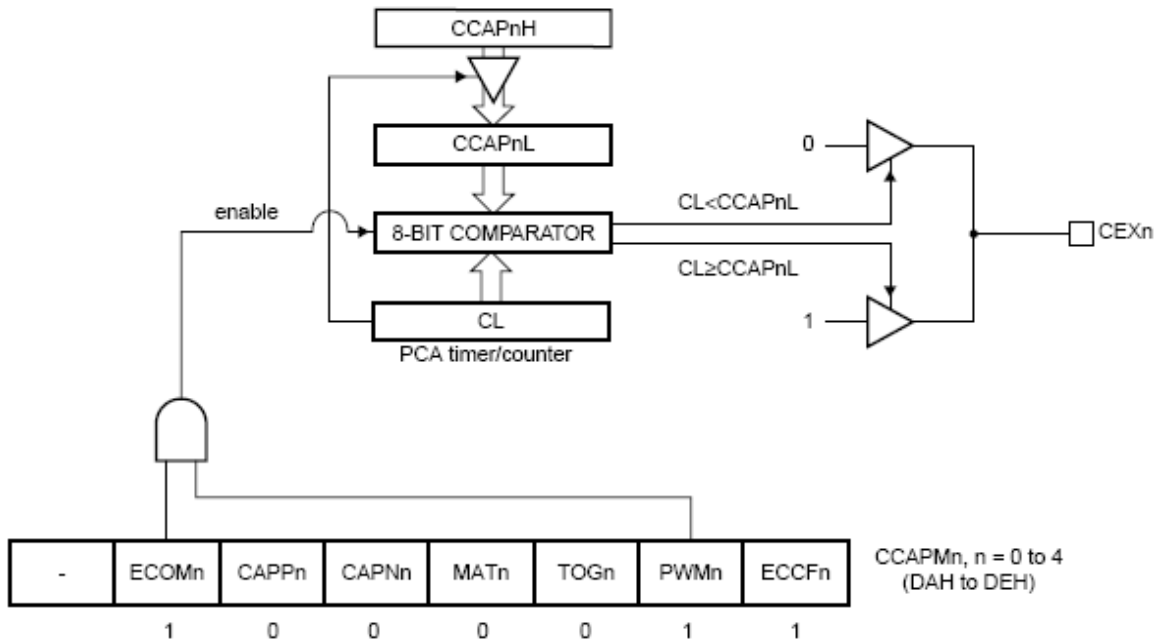 CCAPnH
CCAPnL
0
enable
CL<CCAPnL
8-BIT COMPARATOR
CEXn
CL≥CCAPnL
CL
1
PCA timer/counter
- ECOMn CAPPn CAPNn MATn TOGn PWMn ECCFn
CCAPMn, n = 0 to 4
(DAH to DEH)
1 0 0 0 0 1 1